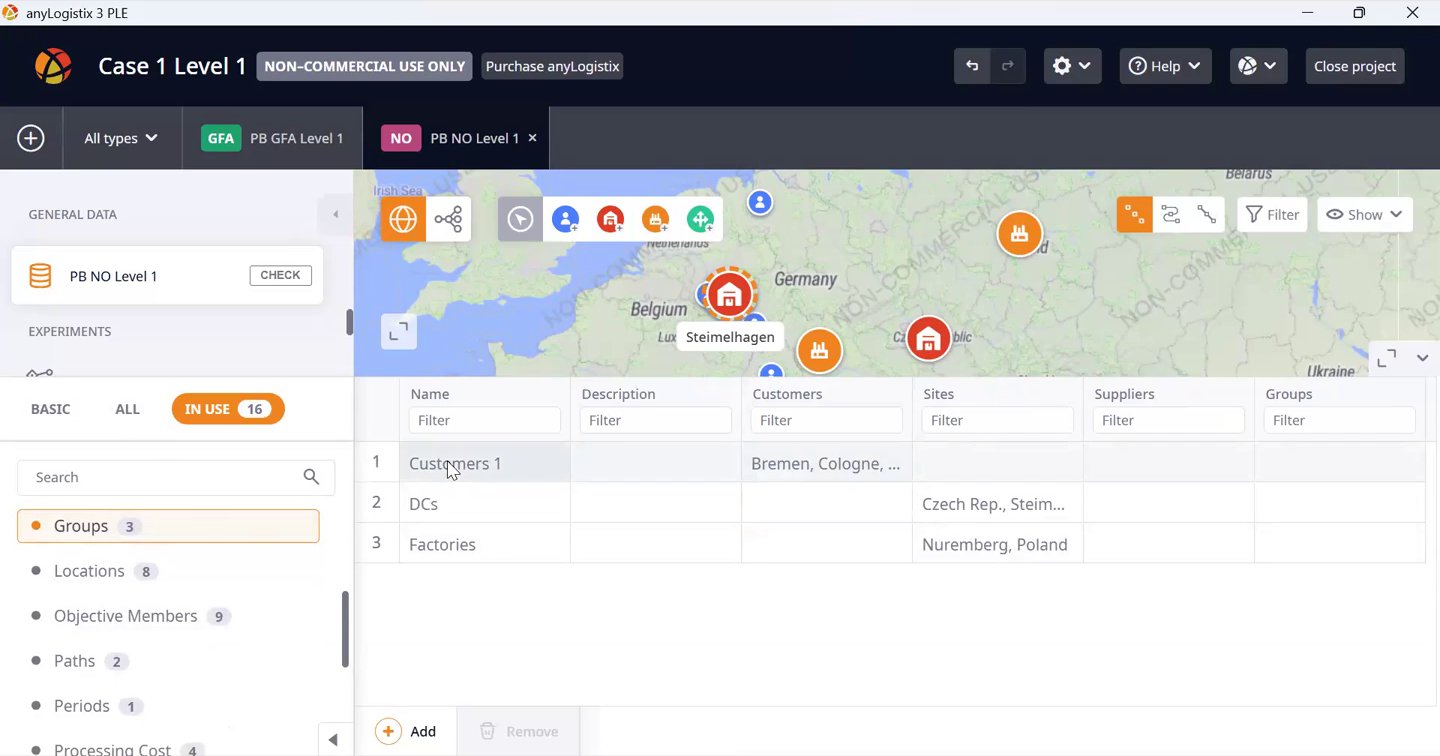 anyLogistix 3 PLE
Case 1 Level 1
NON-COMMERCIAL USE ONLY
Purchase anyLogistix
Help
Close project
All types
GFA PB GFA Level 1
NO PB NO Level 1 ×
GENERAL DATA
PB NO Level 1
CHECK
EXPERIMENTS
Irish Sea
Belarus
Filter
Show
Netherlands
Germany
Belgium
Steimelhagen
Ukraine
BASIC ALL IN USE 16
Search
Groups 3
Locations 8
Objective Members 9
Paths 2
Periods 1
Processing Cost 4
Name Description Customers Sites Suppliers Groups
Filter Filter Filter Filter Filter Filter
1 Customers 1 Bremen, Cologne, ...
2 DCs Czech Rep., Steim...
3 Factories Nuremberg, Poland
Add Remove